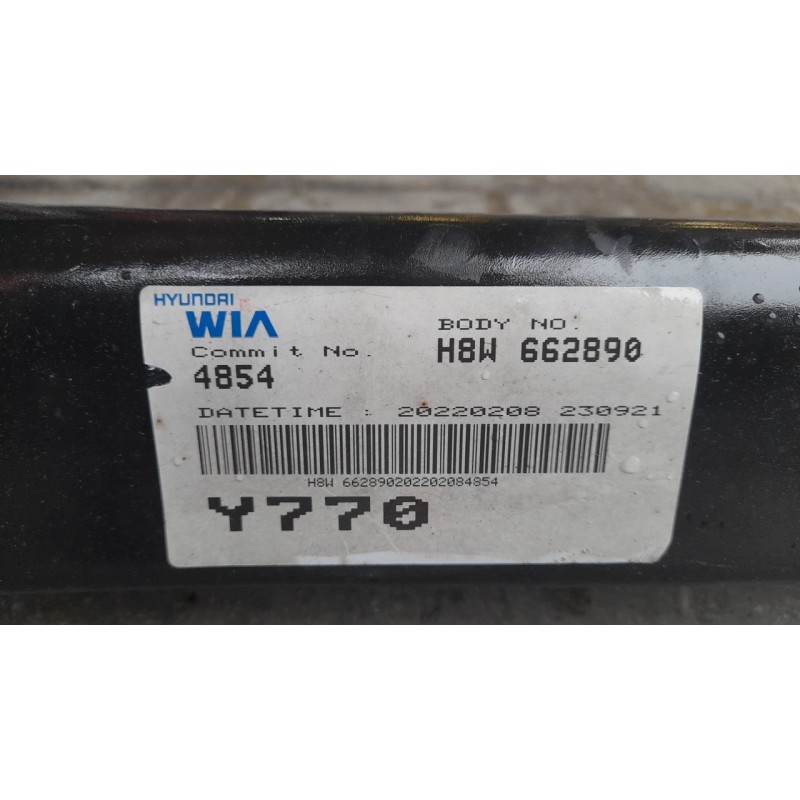 HYUNDAI
WIA
BODY NO.
Commit No.
H8W 662890
4854
DATETIME : 20220208 230921
H8W 662890202202084854
Y770